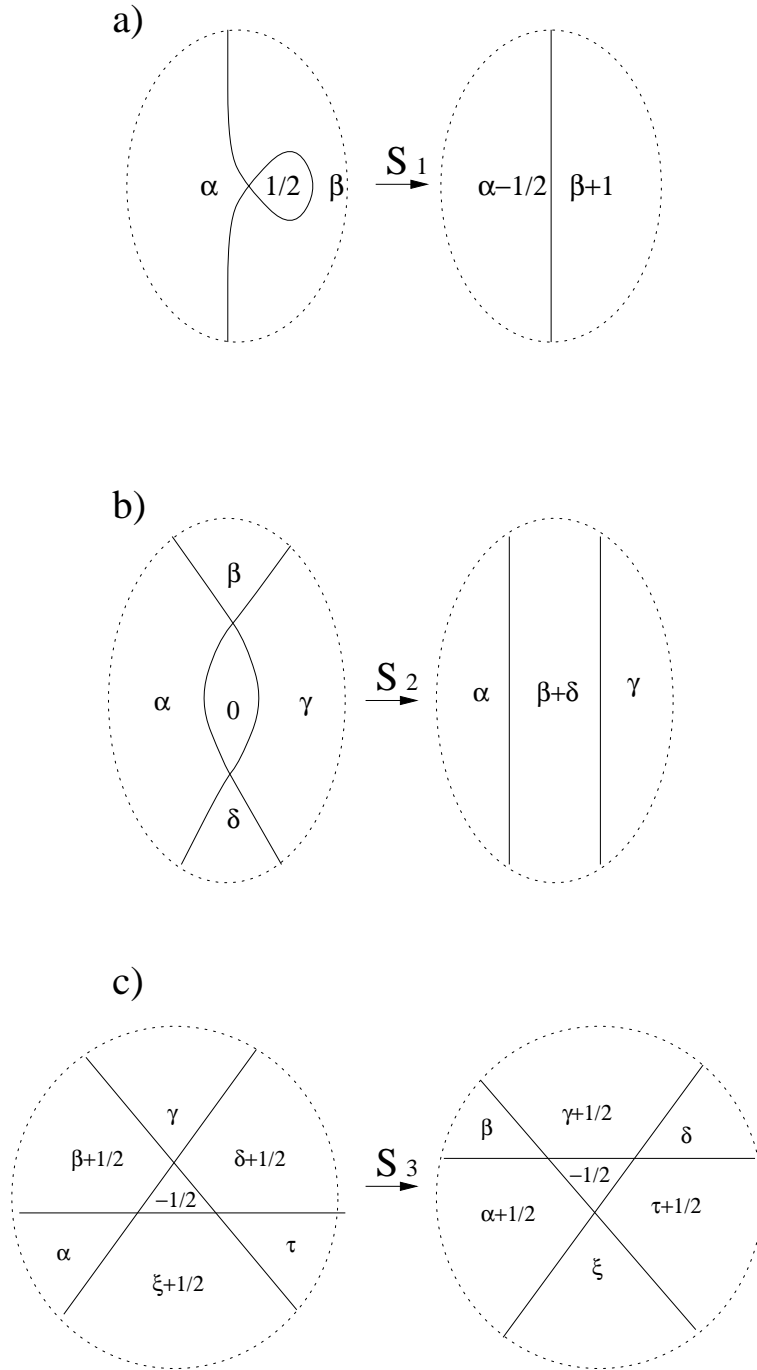 a)
α 1/2 β S 1 α−1/2 β+1
b)
β
α 0 γ S 2 α β+δ γ
δ
c)
γ γ+1/2
β+1/2 δ+1/2 β δ
−1/2 S 3 −1/2
α τ α+1/2 τ+1/2
ξ+1/2 ξ